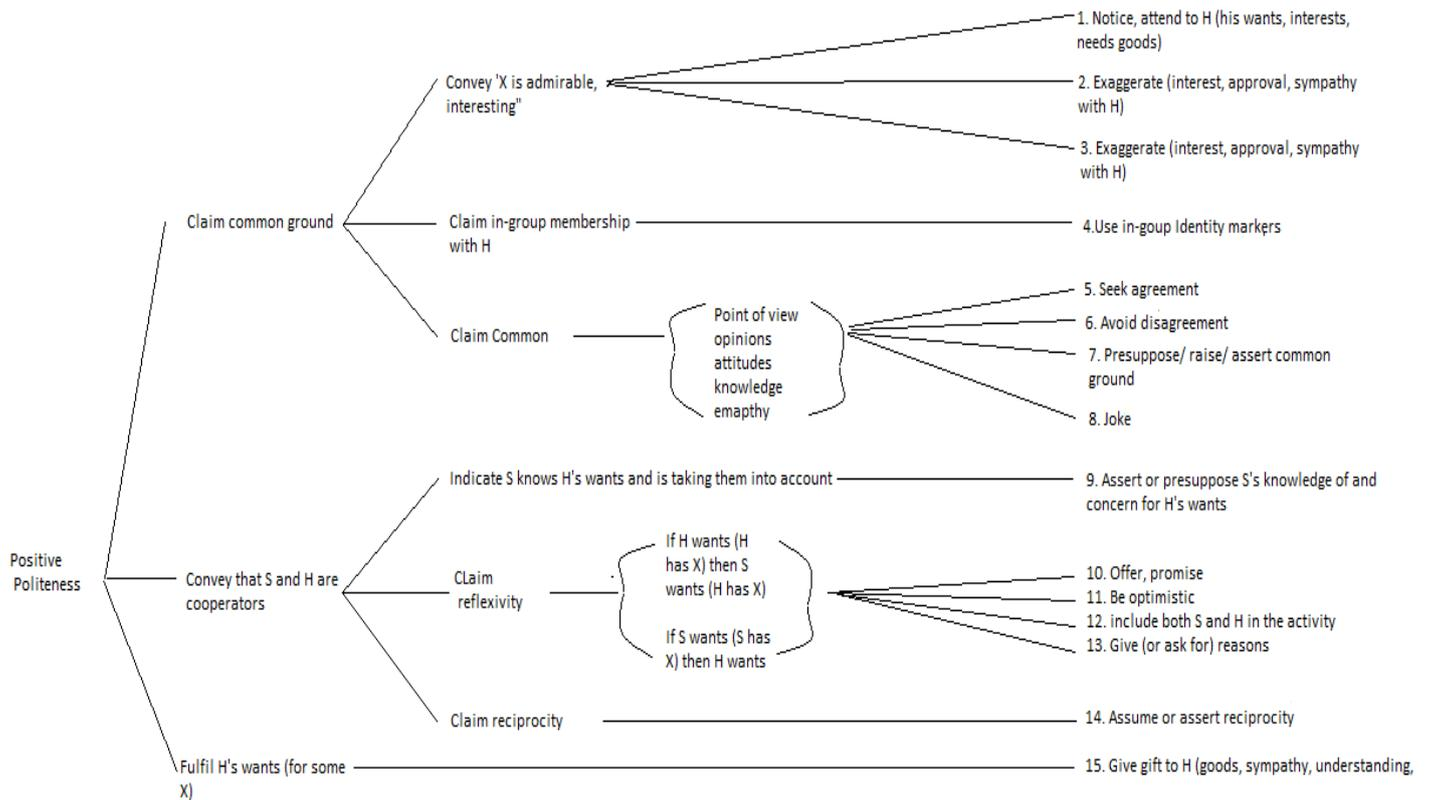 1. Notice, attend to H (his wants, interests,
needs goods)
Convey 'X is admirable,
interesting"
2. Exaggerate (interest, approval, sympathy
with H)
3. Exaggerate (interest, approval, sympathy
with H)
Claim common ground
Claim in-group membership
with H
4.Use in-goup Identity markers
Claim Common
Point of view
opinions
attitudes
knowledge
emapthy
5. Seek agreement
6. Avoid disagreement
7. Presuppose/ raise/ assert common
ground
8. Joke
Indicate S knows H's wants and is taking them into account
9. Assert or presuppose S's knowledge of and
concern for H's wants
Positive
Politeness
Convey that S and H are
cooperators
CLaim
reflexivity
If H wants (H
has X) then S
wants (H has X)
If S wants (S has
X) then H wants
10. Offer, promise
11. Be optimistic
12. include both S and H in the activity
13. Give (or ask for) reasons
Claim reciprocity
14. Assume or assert reciprocity
Fulfil H's wants (for some
X)
15. Give gift to H (goods, sympathy, understanding,